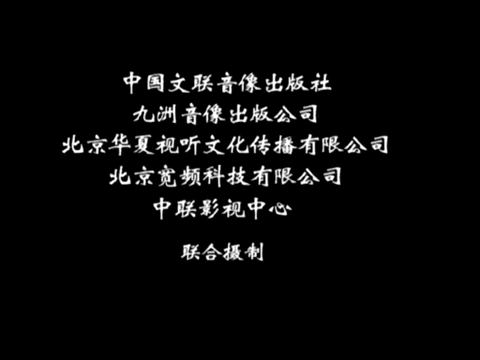 中国文联音像出版社
九洲音像出版公司
北京华夏视听文化传播有限公司
北京宽频科技有限公司
中联影视中心
联合摄制